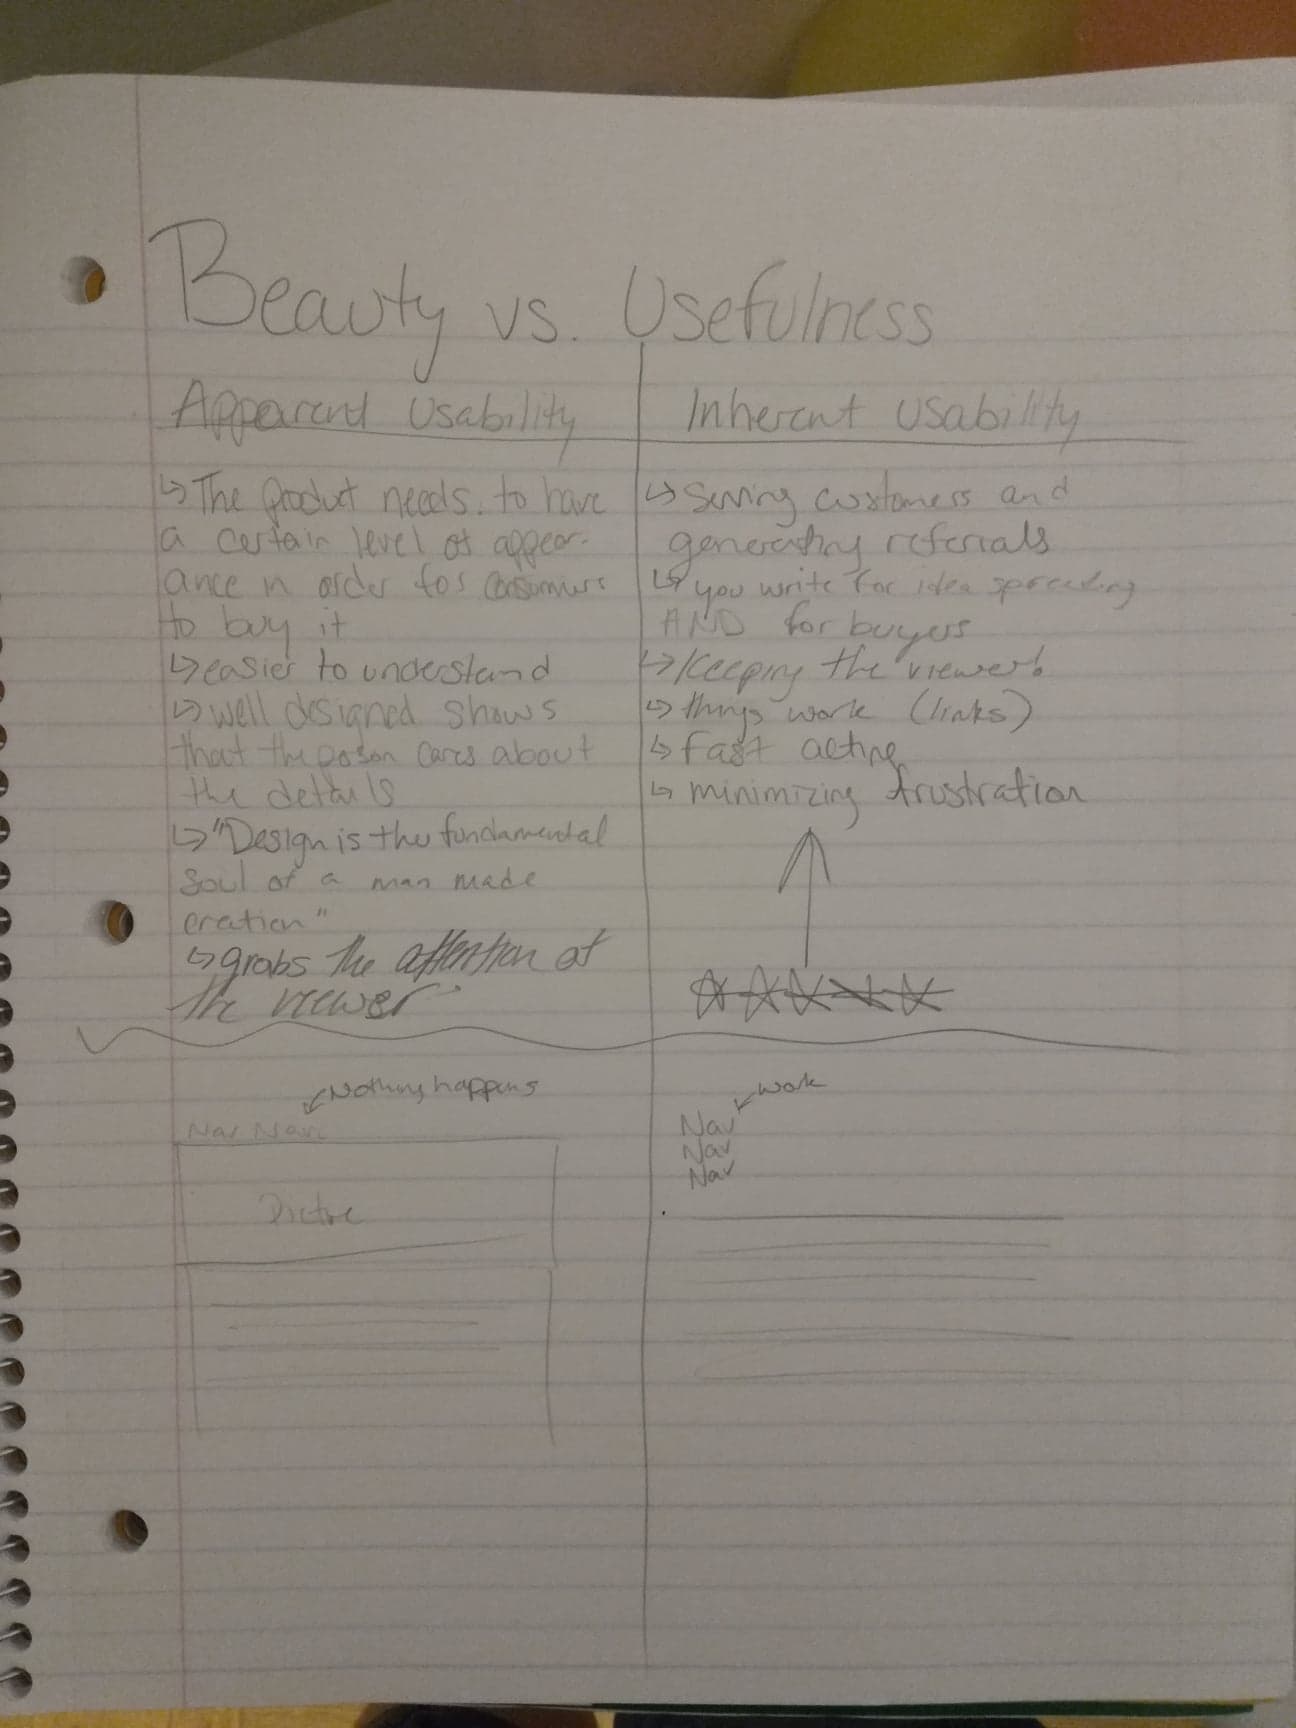 Beauty vs. Usefulness
Apparent Usability
↳ The product needs. to have
a certain level of appear-
ance in order for consumers
to buy it
↳ easier to understand
↳ well designed shows
that the person cares about
the details
↳ "Design is the fundamental
soul of a man made
cration"
↳ grabs the attention of
the viewer
Inherent Usability
↳ Serving customers and
generating referrals
↳ you write for idea spreading
AND for buyers
↳ Keeping the viewer!
↳ things work (links)
↳ fast acting
↳ minimizing frustration
Nothing happens
Nav Nav
Work
Nav
Nav
Nav